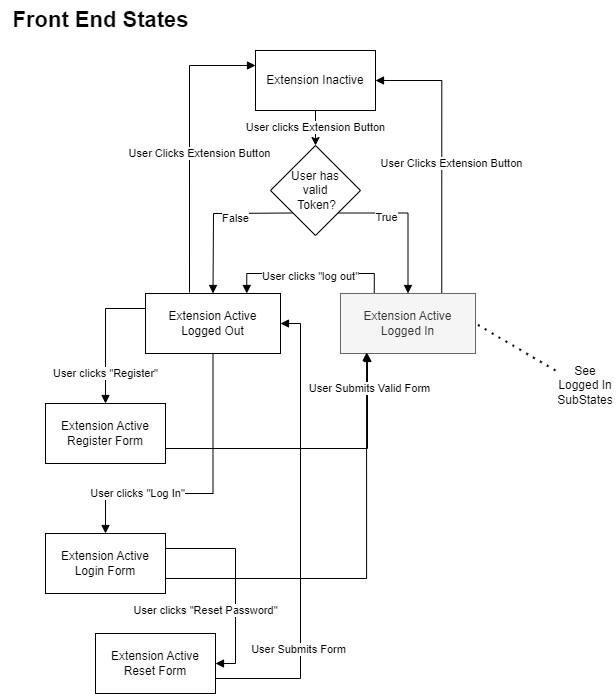 Front End States
Extension Inactive
User clicks Extension Button
User Clicks Extension Button
User Clicks Extension Button
User has
valid
Token?
False
True
User clicks "log out"
Extension Active
Logged Out
Extension Active
Logged In
User clicks "Register"
See
Logged In
SubStates
User Submits Valid Form
Extension Active
Register Form
User clicks "Log In"
Extension Active
Login Form
User clicks "Reset Password"
User Submits Form
Extension Active
Reset Form